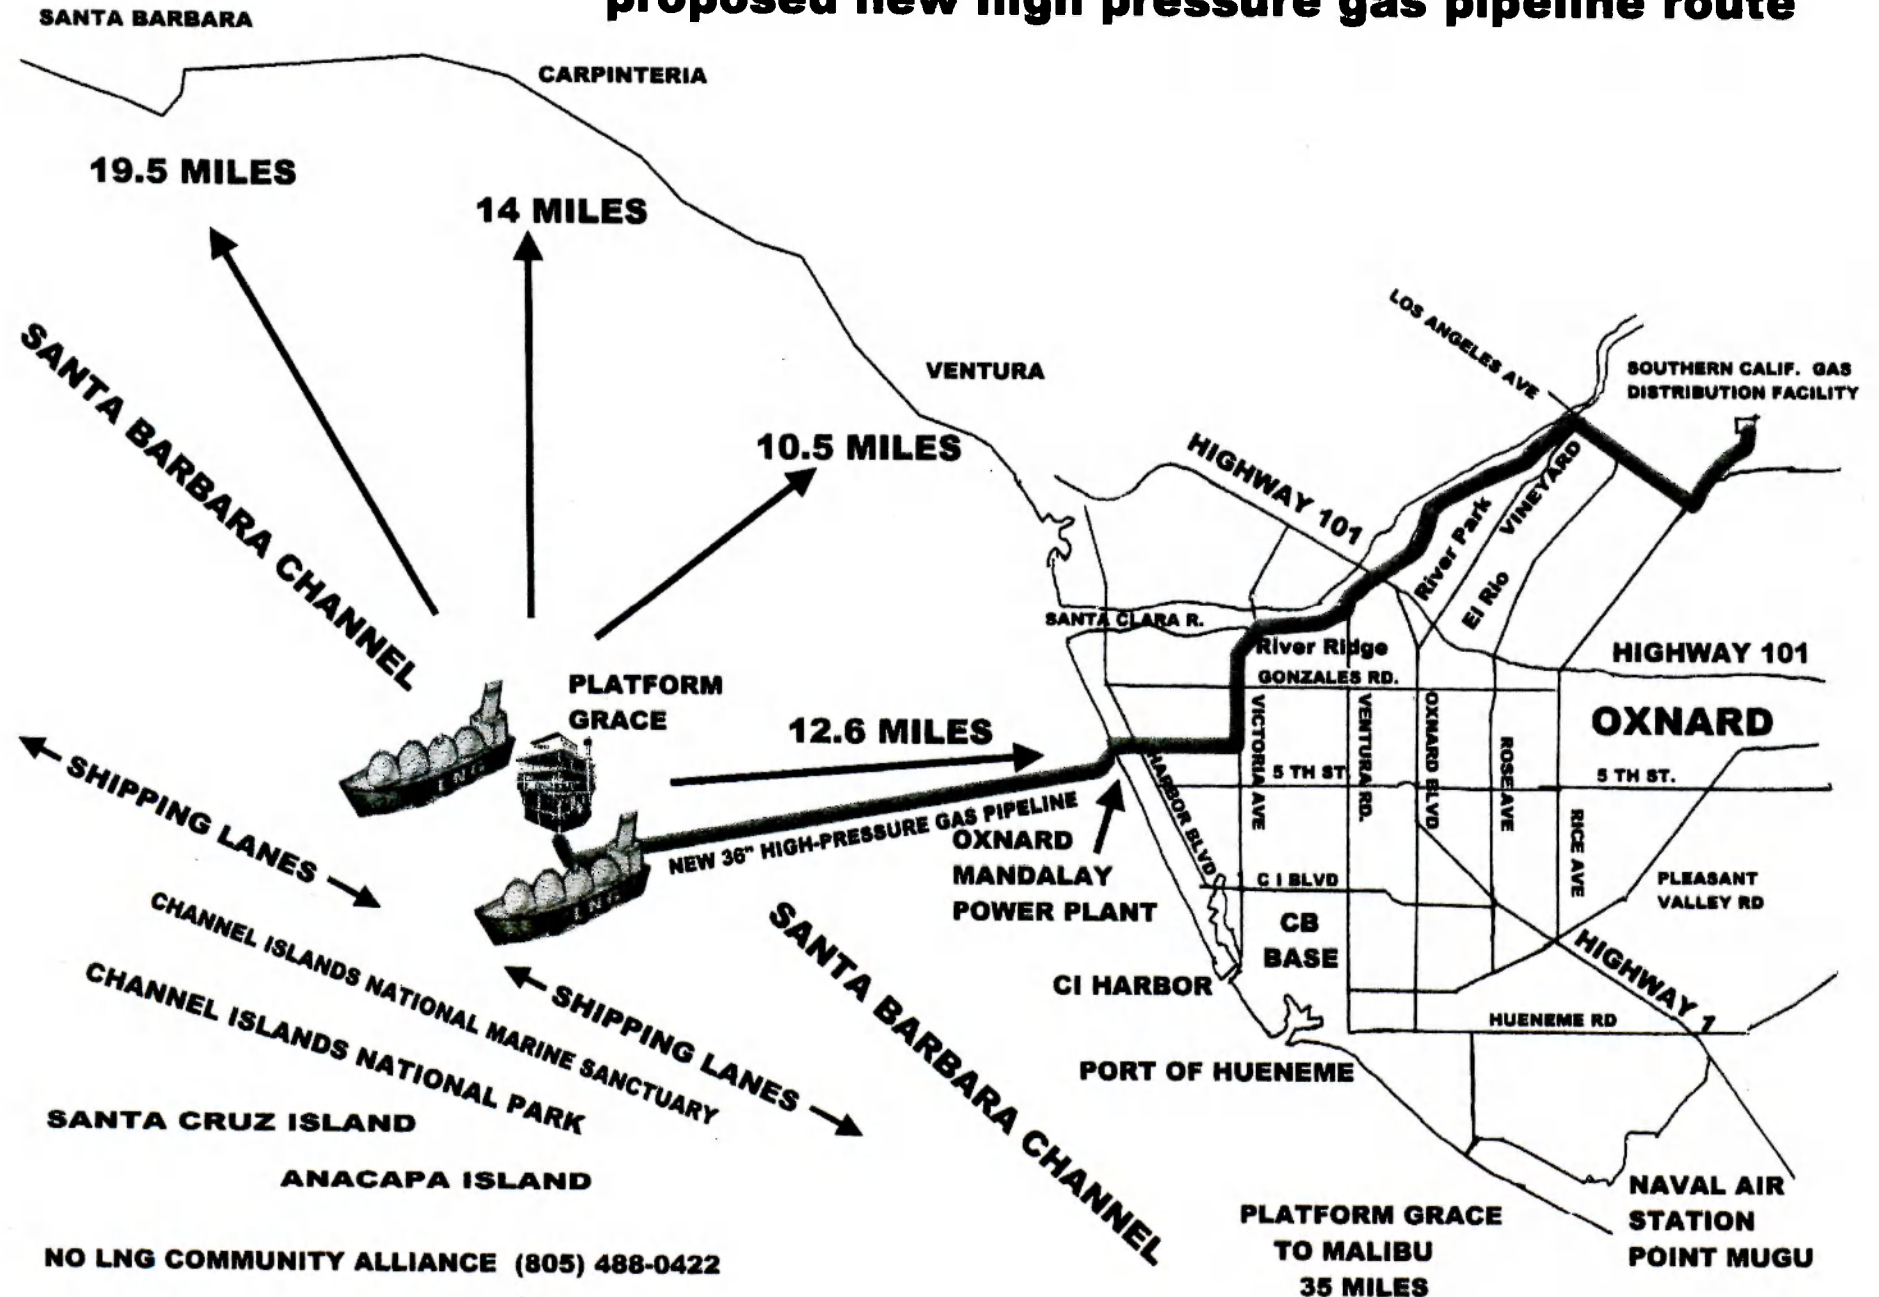 proposed new high pressure gas pipeline route
SANTA BARBARA
CARPINTERIA
19.5 MILES
14 MILES
SANTA BARBARA CHANNEL
VENTURA
10.5 MILES
LOS ANGELES AVE
SOUTHERN CALIF. GAS
DISTRIBUTION FACILITY
HIGHWAY 101
River Park
VINEYARD
El Rio
SANTA CLARA R.
River Ridge
GONZALES RD.
HIGHWAY 101
OXNARD
PLATFORM
GRACE
12.6 MILES
LNG
LNG
NEW 36" HIGH-PRESSURE GAS PIPELINE
OXNARD
MANDALAY
POWER PLANT
HARBOR BLVD
VICTORIA AVE
VENTURA RD.
OXNARD BLVD
ROSE AVE
RICE AVE
5 TH ST.
5 TH ST.
C I BLVD
PLEASANT
VALLEY RD
CB
BASE
CI HARBOR
HIGHWAY 1
HUENEME RD
PORT OF HUENEME
SHIPPING LANES
CHANNEL ISLANDS NATIONAL MARINE SANCTUARY
CHANNEL ISLANDS NATIONAL PARK
SHIPPING LANES
SANTA BARBARA CHANNEL
SANTA CRUZ ISLAND
ANACAPA ISLAND
NAVAL AIR
STATION
POINT MUGU
PLATFORM GRACE
TO MALIBU
35 MILES
NO LNG COMMUNITY ALLIANCE (805) 488-0422